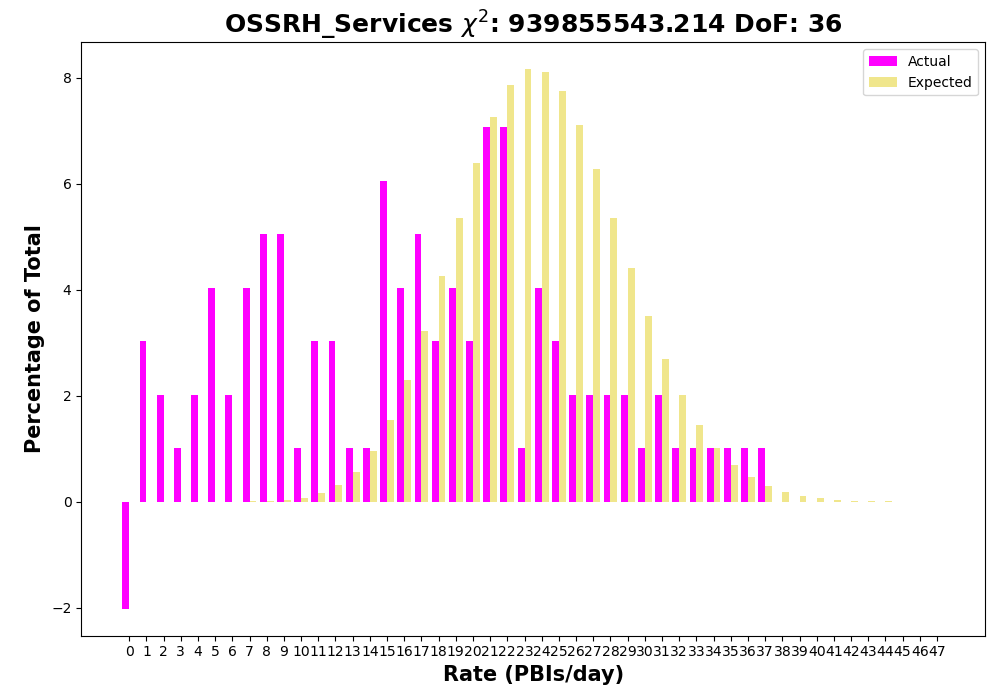 OSSRH_Services χ²: 939855543.214 DoF: 36
Actual
Expected
Percentage of Total
8
6
4
2
0
−2
0 1 2 3 4 5 6 7 8 9 10 11 12 13 14 15 16 17 18 19 20 21 22 23 24 25 26 27 28 29 30 31 32 33 34 35 36 37 38 39 40 41 42 43 44 45 46 47
Rate (PBIs/day)